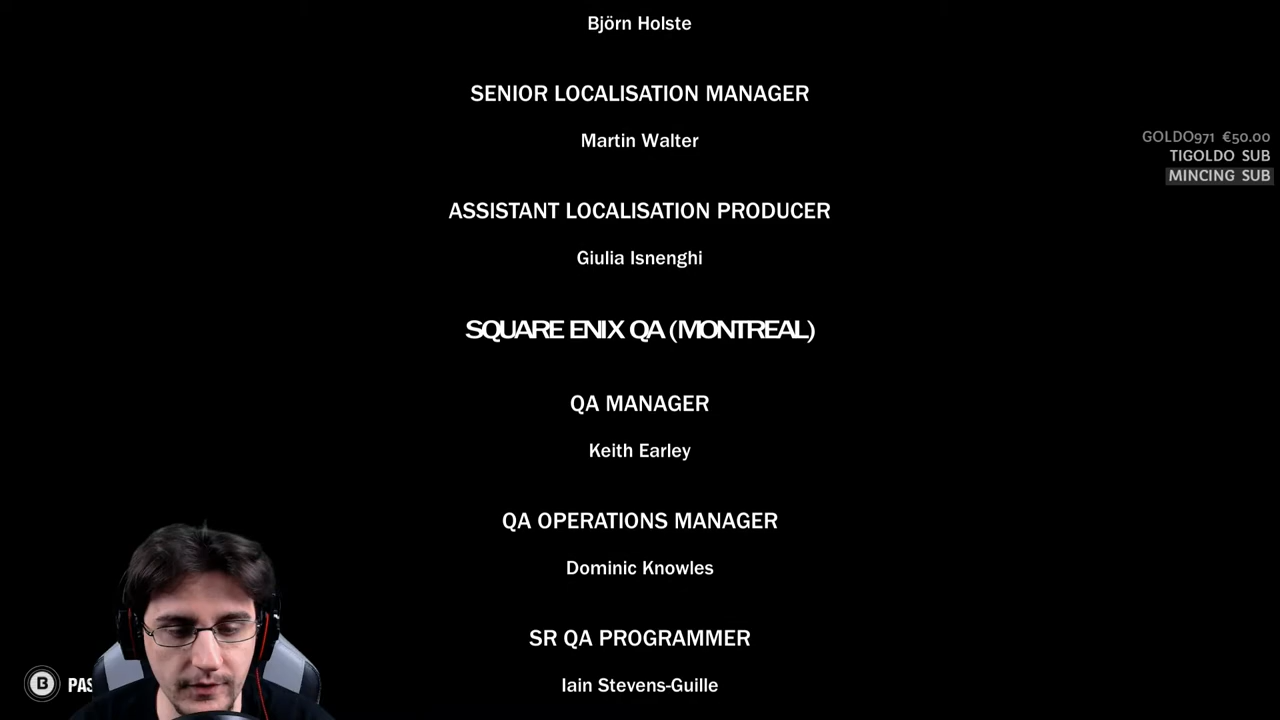 Björn Holste
SENIOR LOCALISATION MANAGER
Martin Walter
GOLDO971 €50.00
TIGOLDO SUB
MINCING SUB
ASSISTANT LOCALISATION PRODUCER
Giulia Isnenghi
SQUARE ENIX QA (MONTREAL)
QA MANAGER
Keith Earley
QA OPERATIONS MANAGER
Dominic Knowles
SR QA PROGRAMMER
Iain Stevens-Guille
B PAS